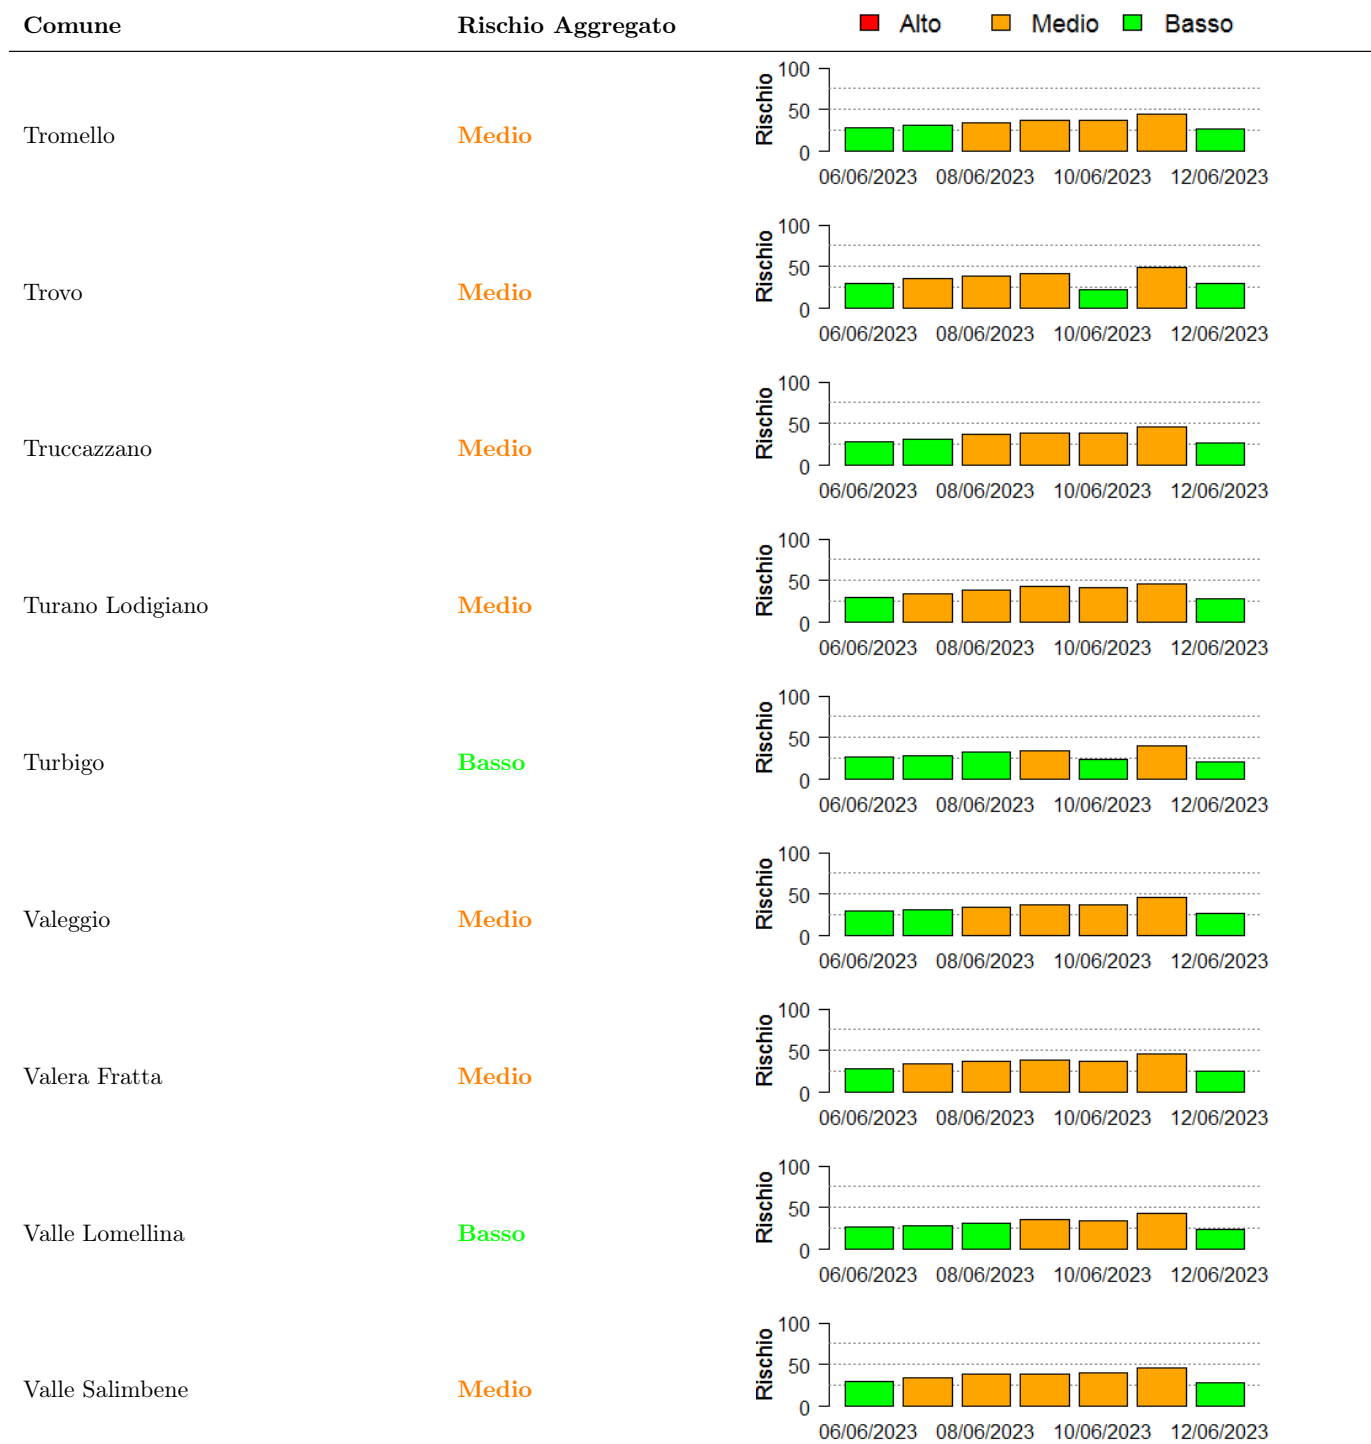 Comune Rischio Aggregato Alto Medio Basso
Tromello Medio Rischio 100 50 0
06/06/2023 08/06/2023 10/06/2023 12/06/2023
Trovo Medio Rischio 100 50 0
06/06/2023 08/06/2023 10/06/2023 12/06/2023
Truccazzano Medio Rischio 100 50 0
06/06/2023 08/06/2023 10/06/2023 12/06/2023
Turano Lodigiano Medio Rischio 100 50 0
06/06/2023 08/06/2023 10/06/2023 12/06/2023
Turbigo Basso Rischio 100 50 0
06/06/2023 08/06/2023 10/06/2023 12/06/2023
Valeggio Medio Rischio 100 50 0
06/06/2023 08/06/2023 10/06/2023 12/06/2023
Valera Fratta Medio Rischio 100 50 0
06/06/2023 08/06/2023 10/06/2023 12/06/2023
Valle Lomellina Basso Rischio 100 50 0
06/06/2023 08/06/2023 10/06/2023 12/06/2023
Valle Salimbene Medio Rischio 100 50 0
06/06/2023 08/06/2023 10/06/2023 12/06/2023